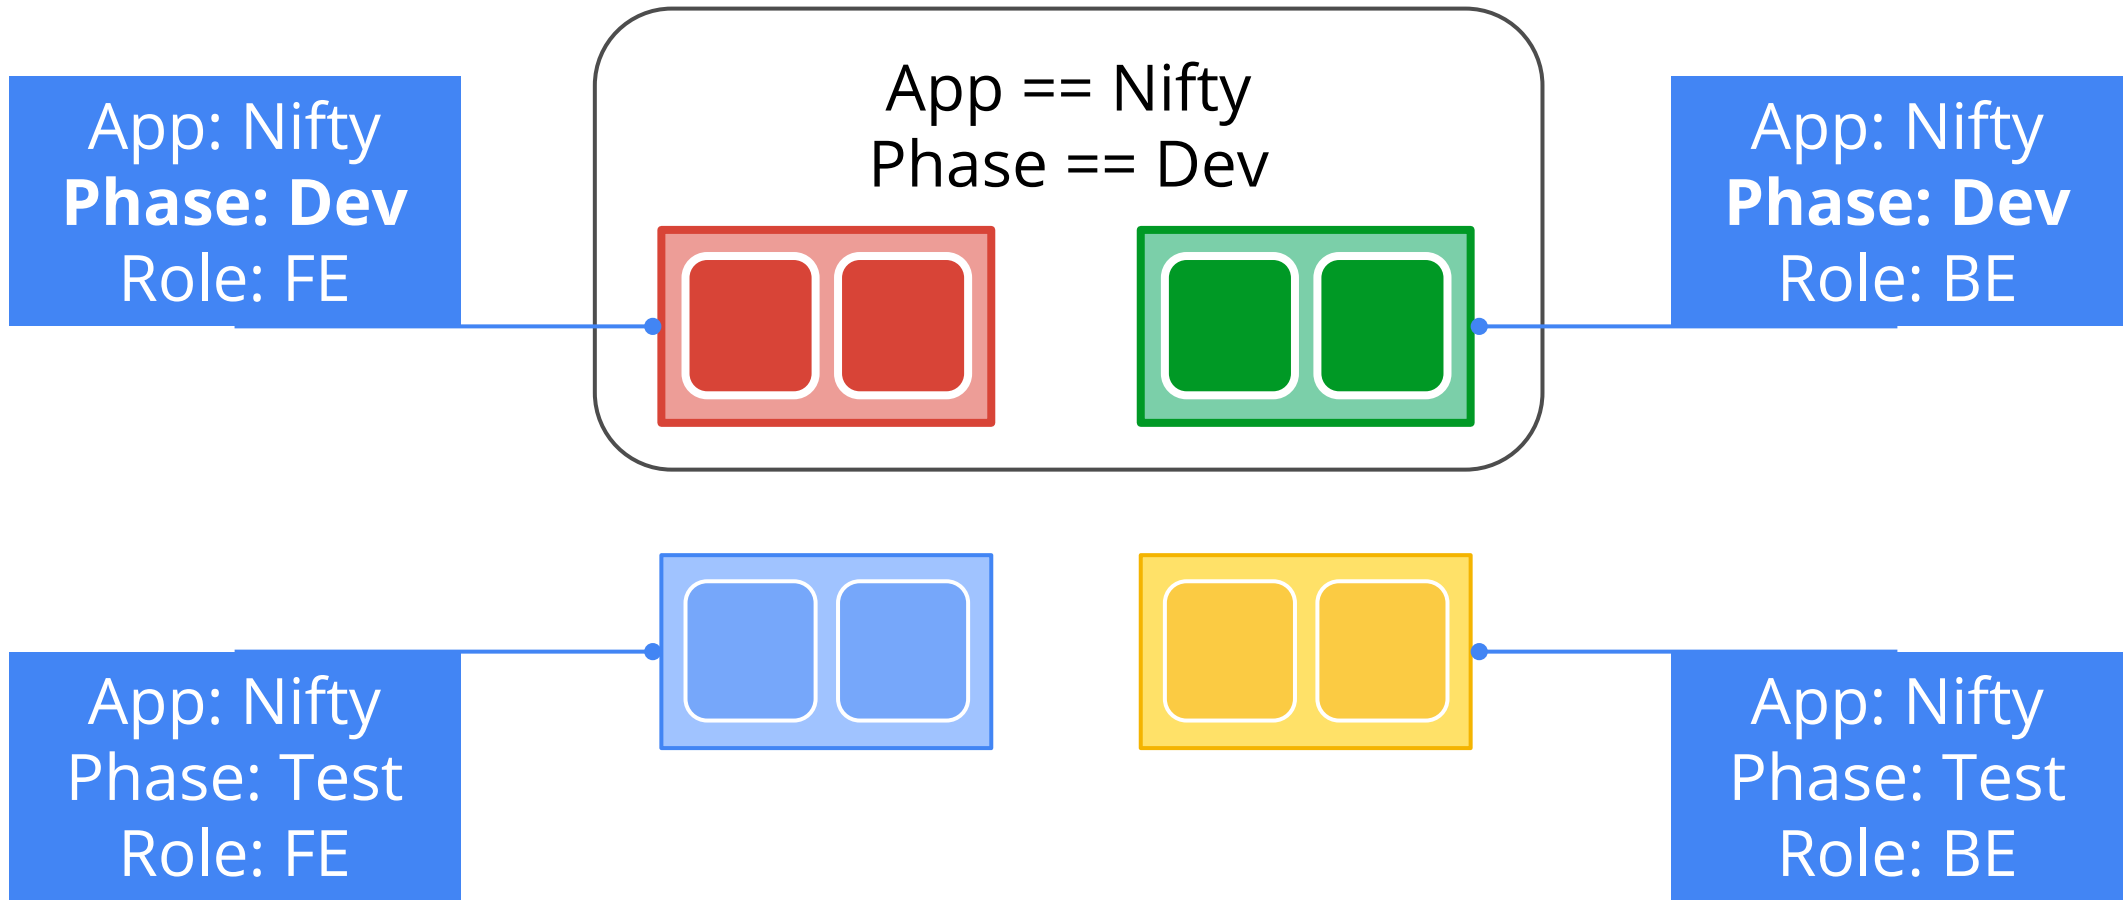 App == Nifty
Phase == Dev
App: Nifty
Phase: Dev
Role: FE
App: Nifty
Phase: Dev
Role: BE
App: Nifty
Phase: Test
Role: FE
App: Nifty
Phase: Test
Role: BE